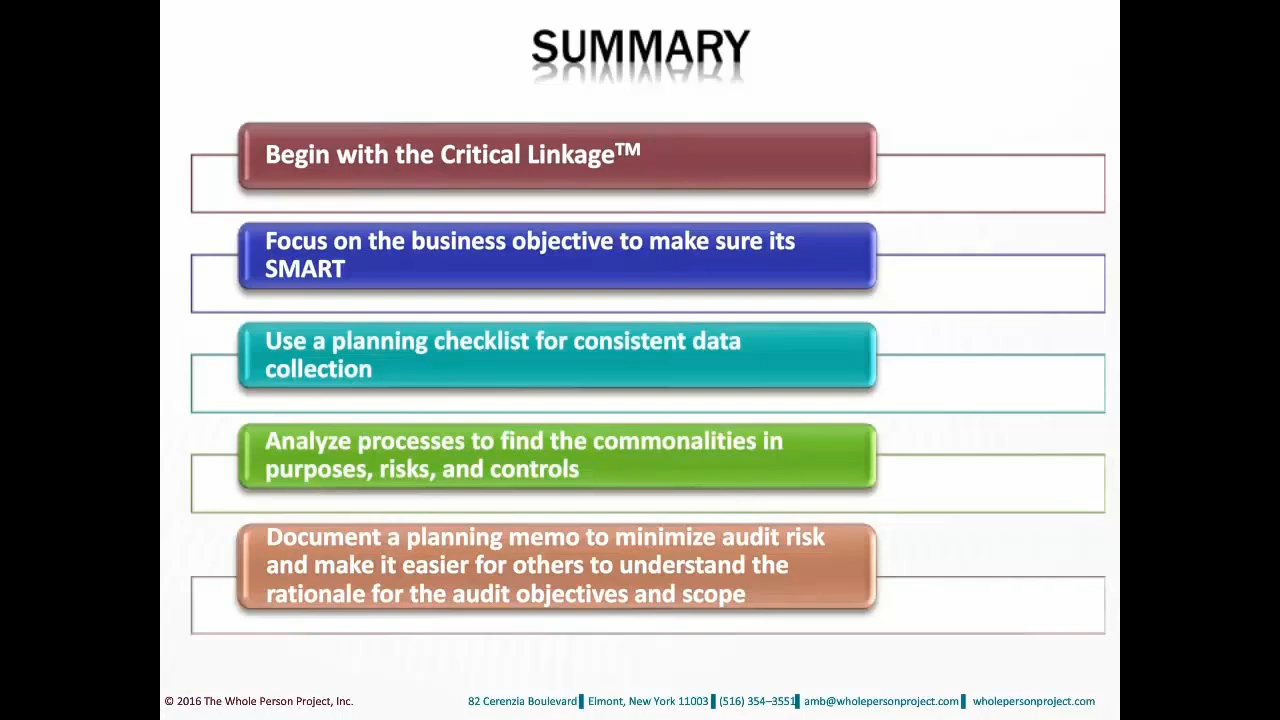 SUMMARY
Begin with the Critical Linkage™
Focus on the business objective to make sure its
SMART
Use a planning checklist for consistent data
collection
Analyze processes to find the commonalities in
purposes, risks, and controls
Document a planning memo to minimize audit risk
and make it easier for others to understand the
rationale for the audit objectives and scope
© 2016 The Whole Person Project, Inc.
82 Cerenzia Boulevard▐ Elmont, New York 11003▐ (516) 354–3551▌ amb@wholepersonproject.com▐ wholepersonproject.com